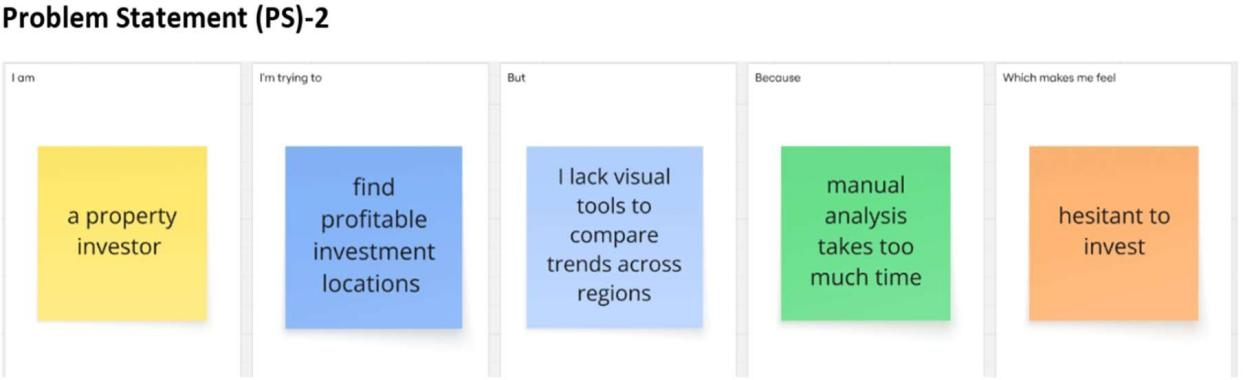 Problem Statement (PS)-2
I am
a property
investor
I'm trying to
find
profitable
investment
locations
But
I lack visual
tools to
compare
trends across
regions
Because
manual
analysis
takes too
much time
Which makes me feel
hesitant to
invest